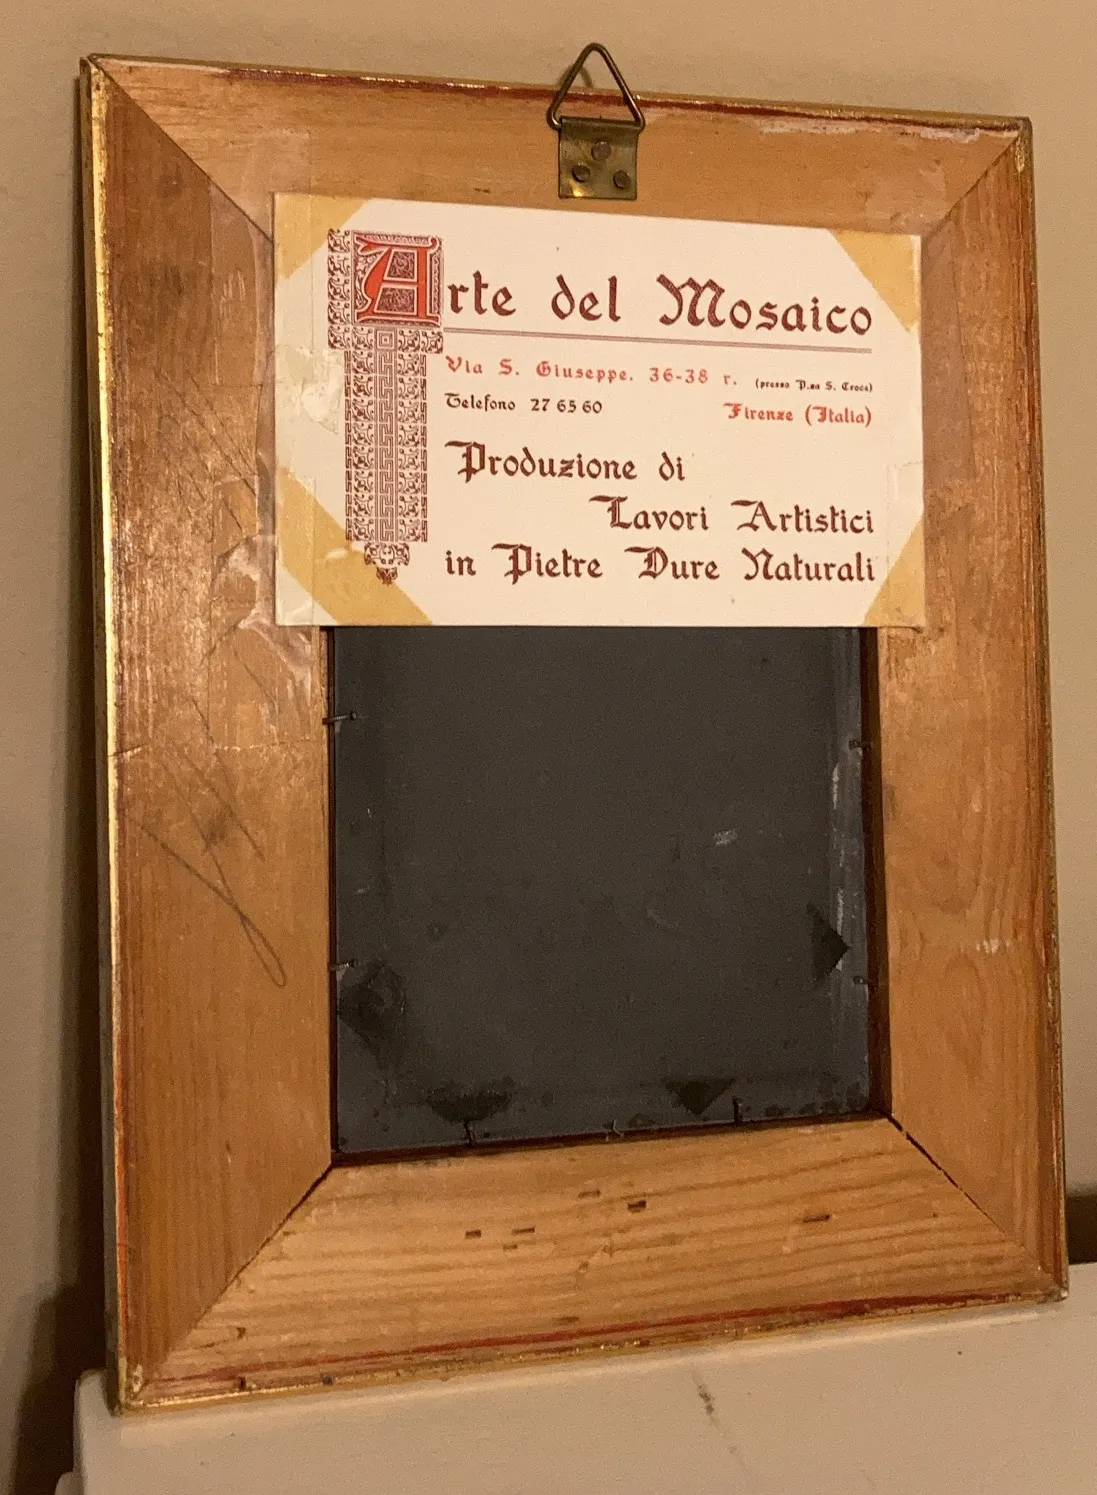 Arte del Mosaico
Via S. Giuseppe. 36-38 r. (presso P.za S. Croce)
Telefono 27 65 60 Firenze (Italia)
Produzione di
Lavori Artistici
in Pietre Dure Naturali